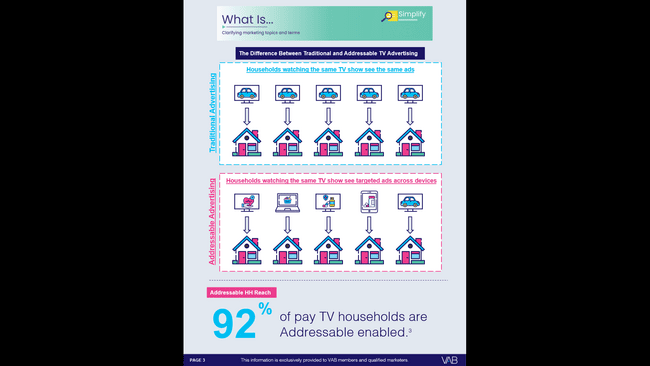 What Is...
Clarifying marketing topics and terms
Simplify
The Difference Between Traditional and Addressable TV Advertising
Traditional Advertising
Households watching the same TV show see the same ads
Addressable Advertising
Households watching the same TV show see targeted ads across devices
Addressable HH Reach
92%
of pay TV households are
Addressable enabled.³
PAGE 3
This information is exclusively provided to VAB members and qualified marketers.
VAB